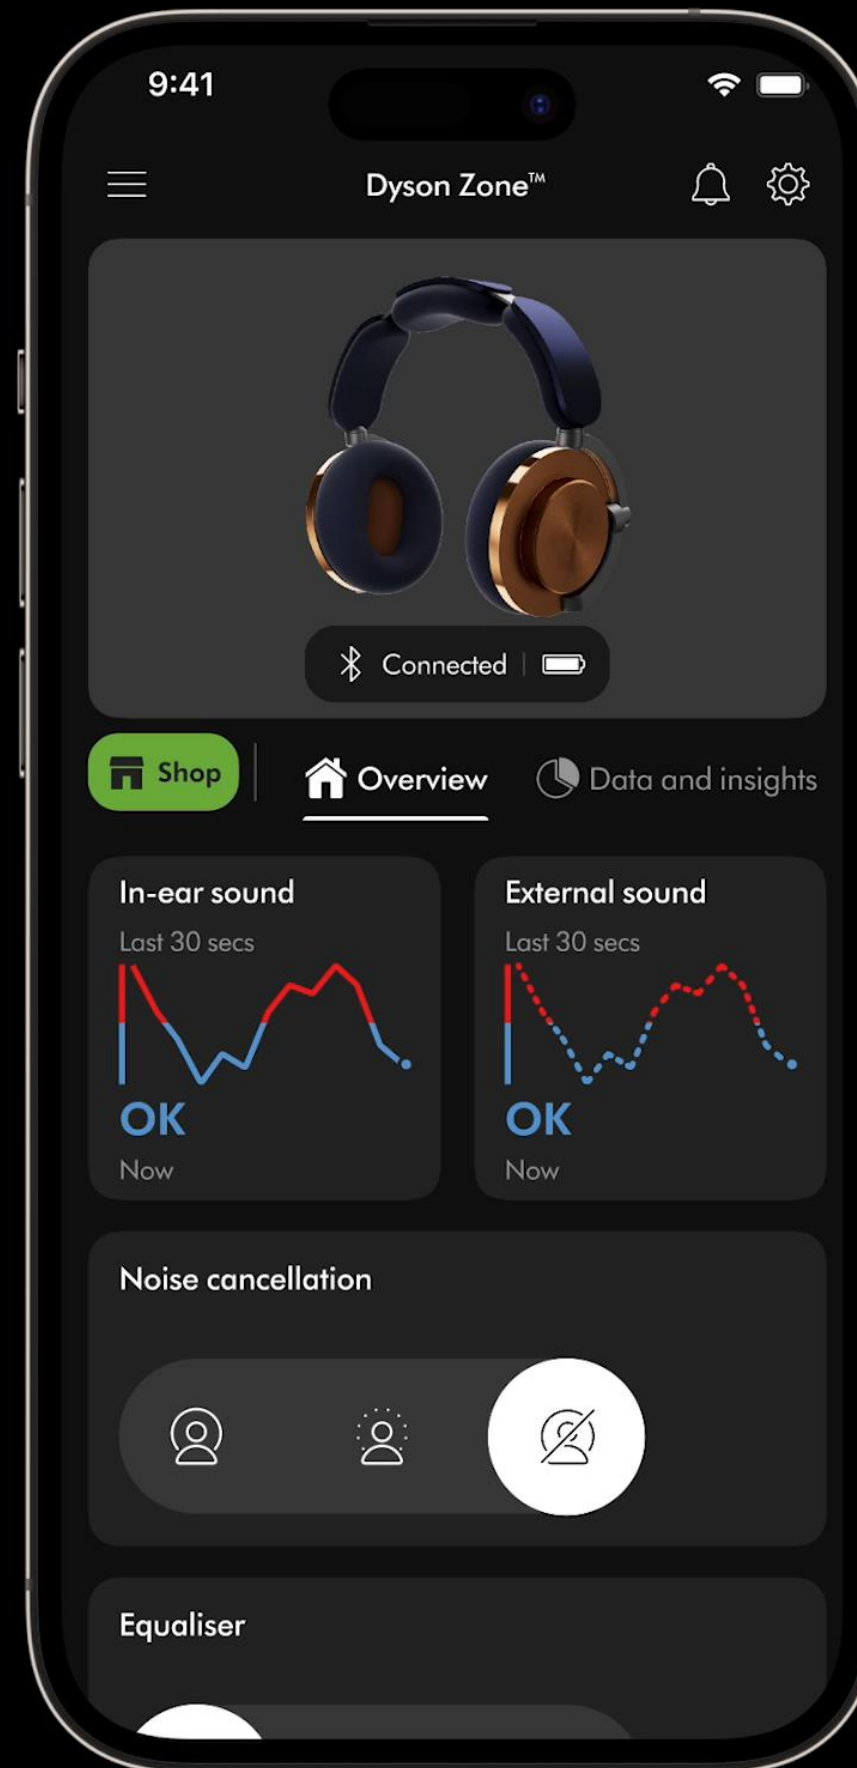 9:41
Dyson Zone™
Connected
Shop
Overview
Data and insights
In-ear sound
Last 30 secs
OK
Now
External sound
Last 30 secs
OK
Now
Noise cancellation
Equaliser